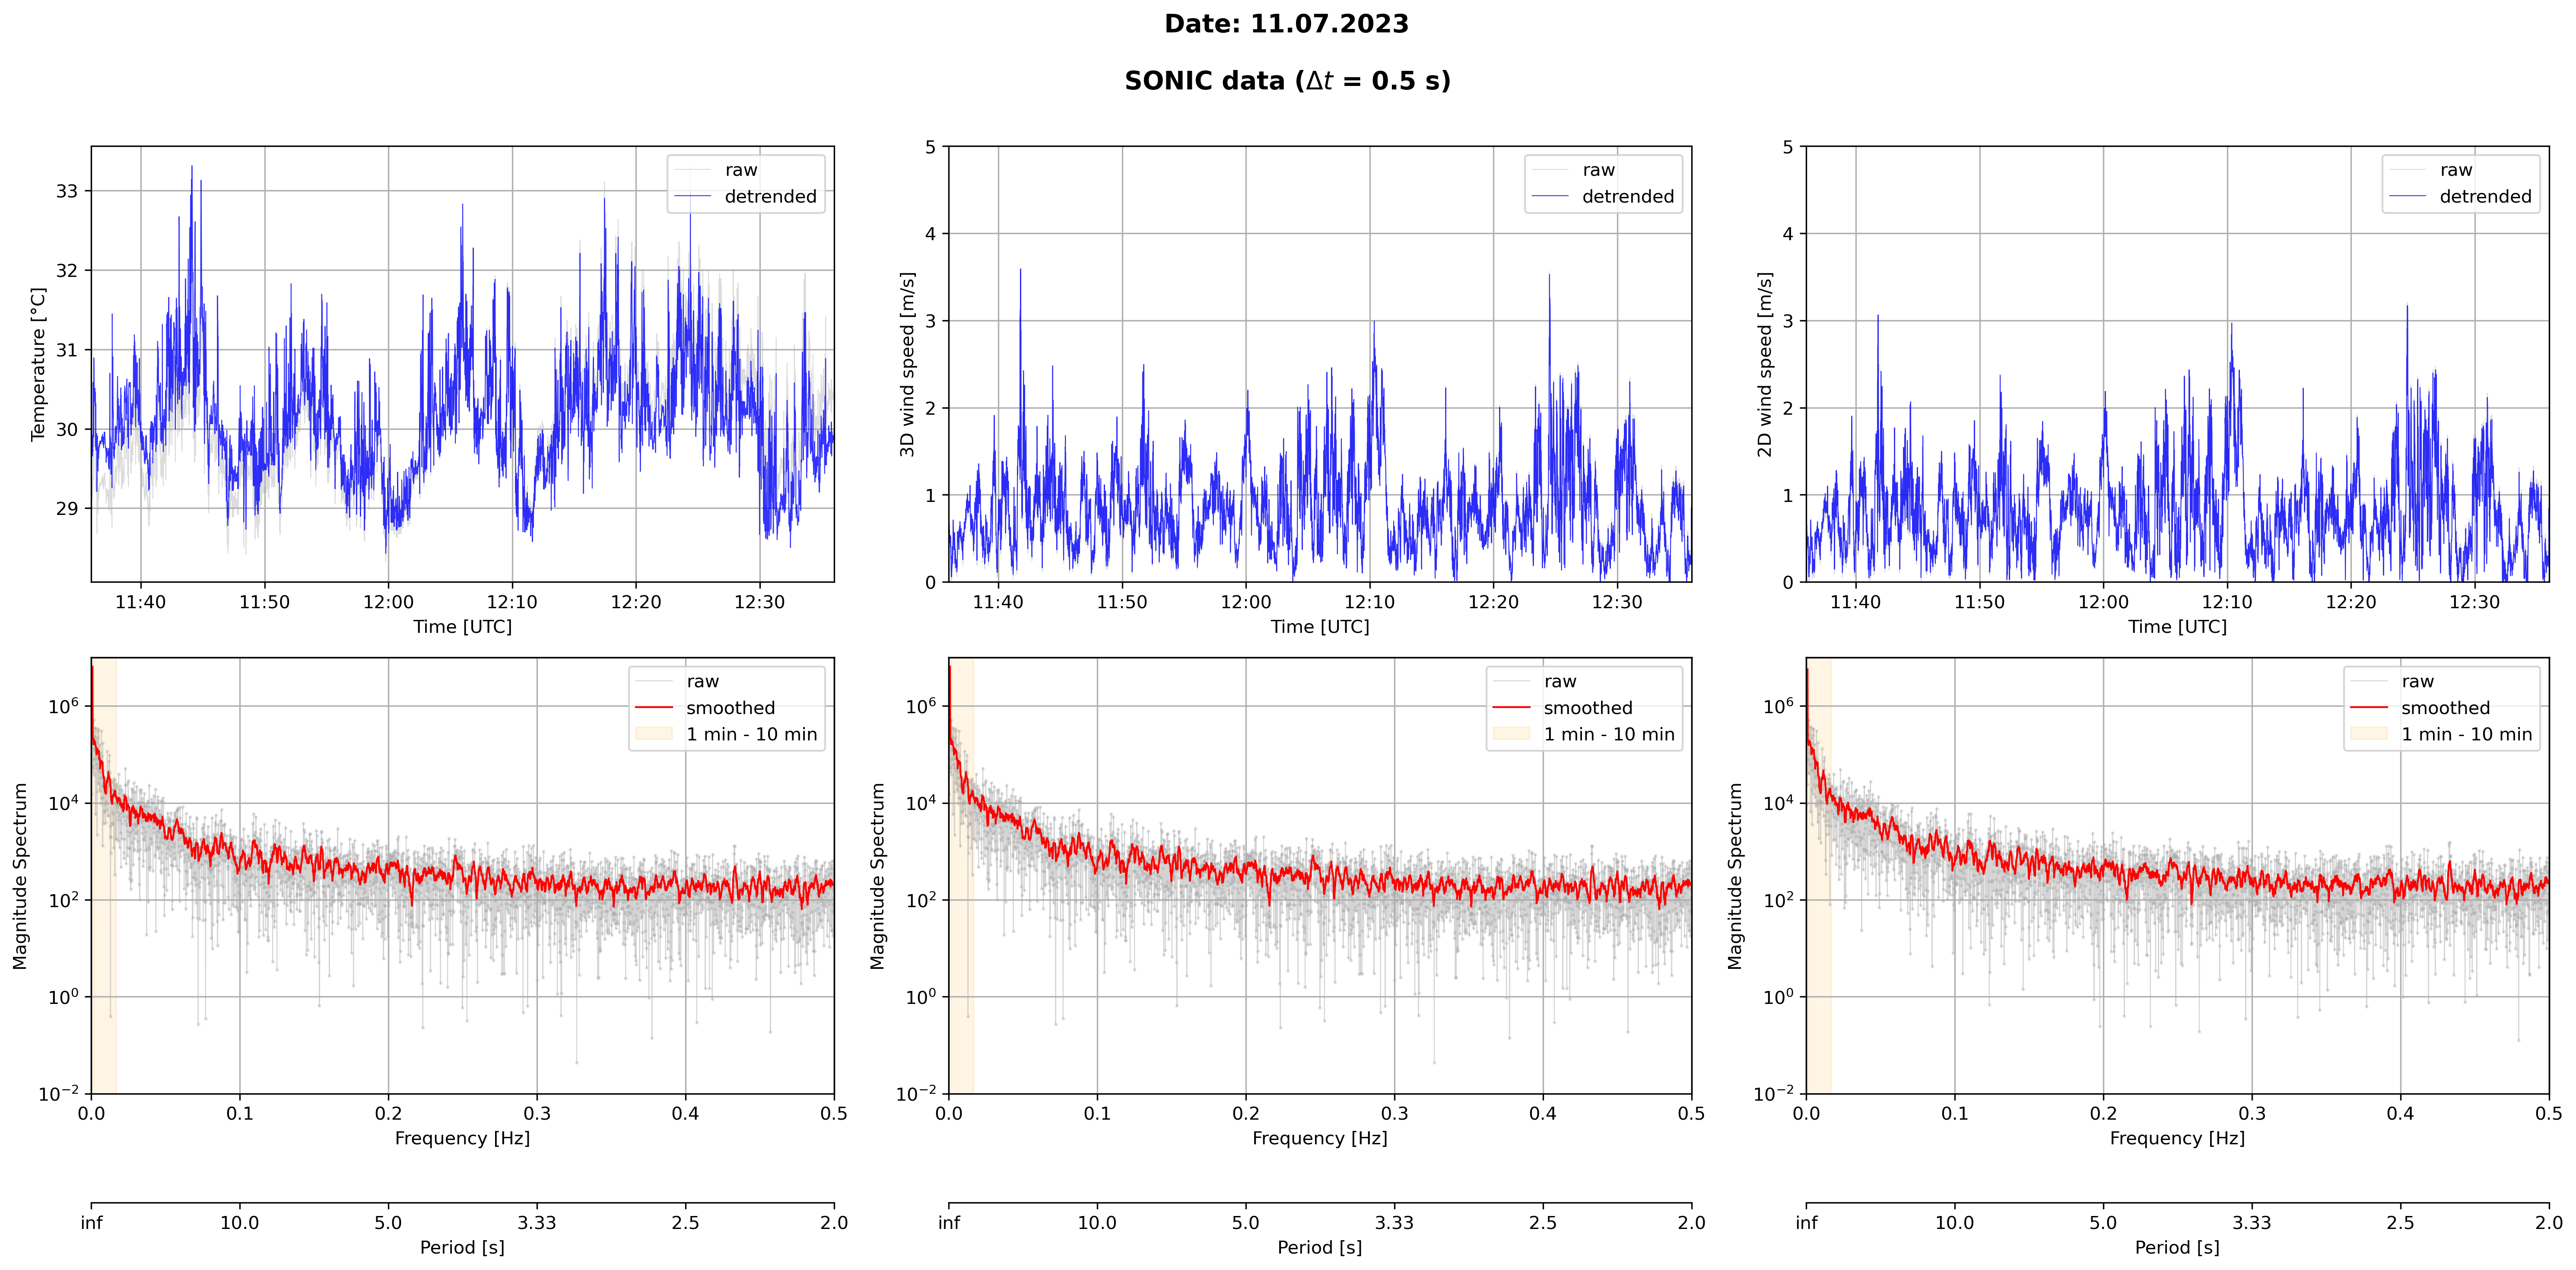 Date: 11.07.2023
SONIC data (Δt = 0.5 s)
Temperature [°C]
33
32
31
30
29
raw
detrended
11:40 11:50 12:00 12:10 12:20 12:30
Time [UTC]
3D wind speed [m/s]
5
4
3
2
1
0
raw
detrended
11:40 11:50 12:00 12:10 12:20 12:30
Time [UTC]
2D wind speed [m/s]
5
4
3
2
1
0
raw
detrended
11:40 11:50 12:00 12:10 12:20 12:30
Time [UTC]
Magnitude Spectrum
10⁶
10⁴
10²
10⁰
10⁻²
raw
smoothed
1 min - 10 min
0.0 0.1 0.2 0.3 0.4 0.5
Frequency [Hz]
inf 10.0 5.0 3.33 2.5 2.0
Period [s]
Magnitude Spectrum
10⁶
10⁴
10²
10⁰
10⁻²
raw
smoothed
1 min - 10 min
0.0 0.1 0.2 0.3 0.4 0.5
Frequency [Hz]
inf 10.0 5.0 3.33 2.5 2.0
Period [s]
Magnitude Spectrum
10⁶
10⁴
10²
10⁰
10⁻²
raw
smoothed
1 min - 10 min
0.0 0.1 0.2 0.3 0.4 0.5
Frequency [Hz]
inf 10.0 5.0 3.33 2.5 2.0
Period [s]